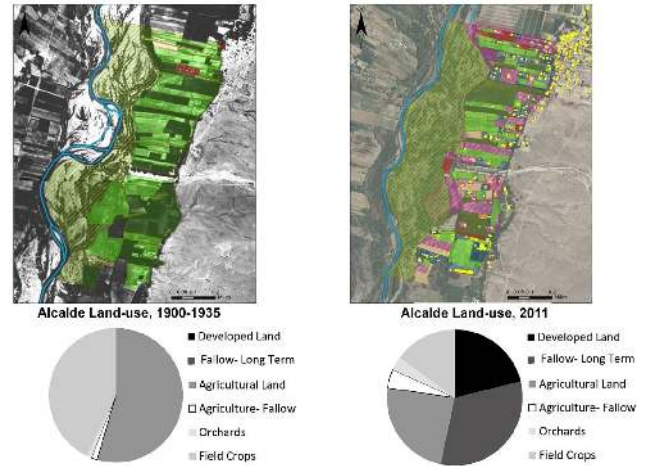 Alcalde Land-use, 1900-1935
Developed Land
Fallow- Long Term
Agricultural Land
Agriculture- Fallow
Orchards
Field Crops
Alcalde Land-use, 2011
Developed Land
Fallow- Long Term
Agricultural Land
Agriculture- Fallow
Orchards
Field Crops